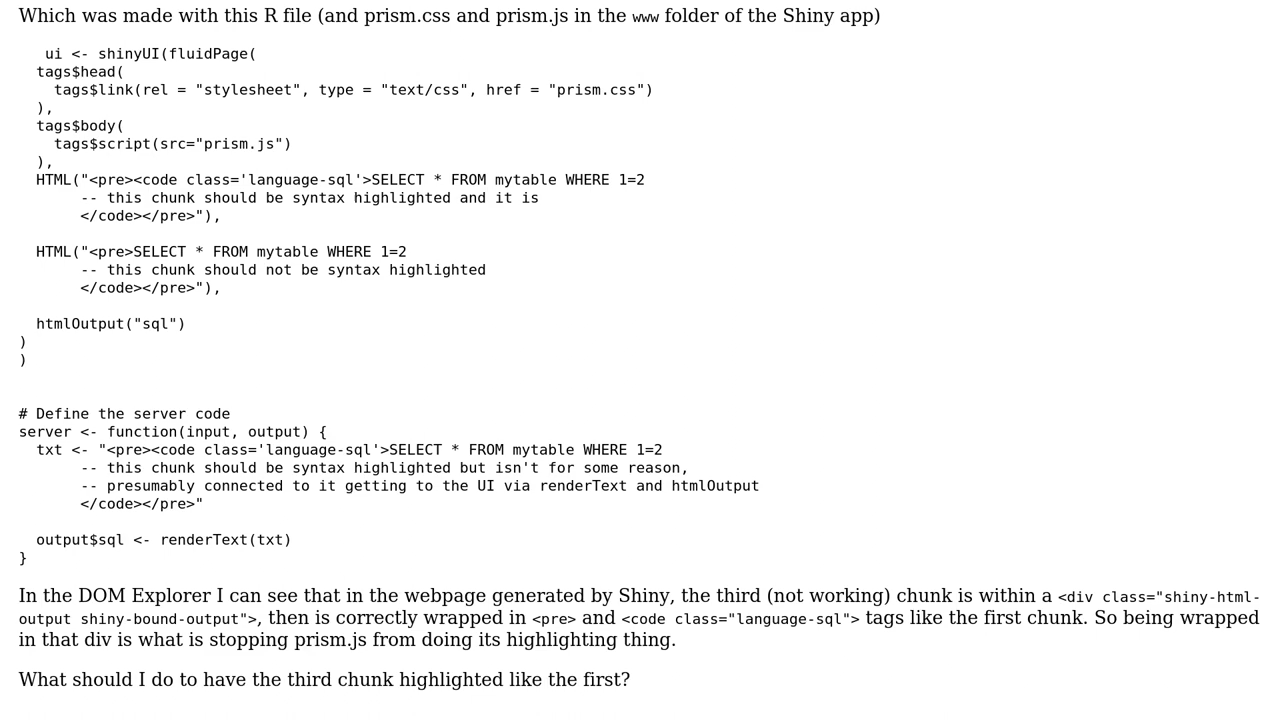 Which was made with this R file (and prism.css and prism.js in the www folder of the Shiny app)
ui <- shinyUI(fluidPage(
tags$head(
tags$link(rel = "stylesheet", type = "text/css", href = "prism.css")
),
tags$body(
tags$script(src="prism.js")
),
HTML("<pre><code class='language-sql'>SELECT * FROM mytable WHERE 1=2
-- this chunk should be syntax highlighted and it is
</code></pre>"),
HTML("<pre>SELECT * FROM mytable WHERE 1=2
-- this chunk should not be syntax highlighted
</code></pre>"),
htmlOutput("sql")
)
)
# Define the server code
server <- function(input, output) {
txt <- "<pre><code class='language-sql'>SELECT * FROM mytable WHERE 1=2
-- this chunk should be syntax highlighted but isn't for some reason,
-- presumably connected to it getting to the UI via renderText and htmlOutput
</code></pre>"
output$sql <- renderText(txt)
}
In the DOM Explorer I can see that in the webpage generated by Shiny, the third (not working) chunk is within a <div class="shiny-html-
output shiny-bound-output">, then is correctly wrapped in <pre> and <code class="language-sql"> tags like the first chunk. So being wrapped
in that div is what is stopping prism.js from doing its highlighting thing.
What should I do to have the third chunk highlighted like the first?